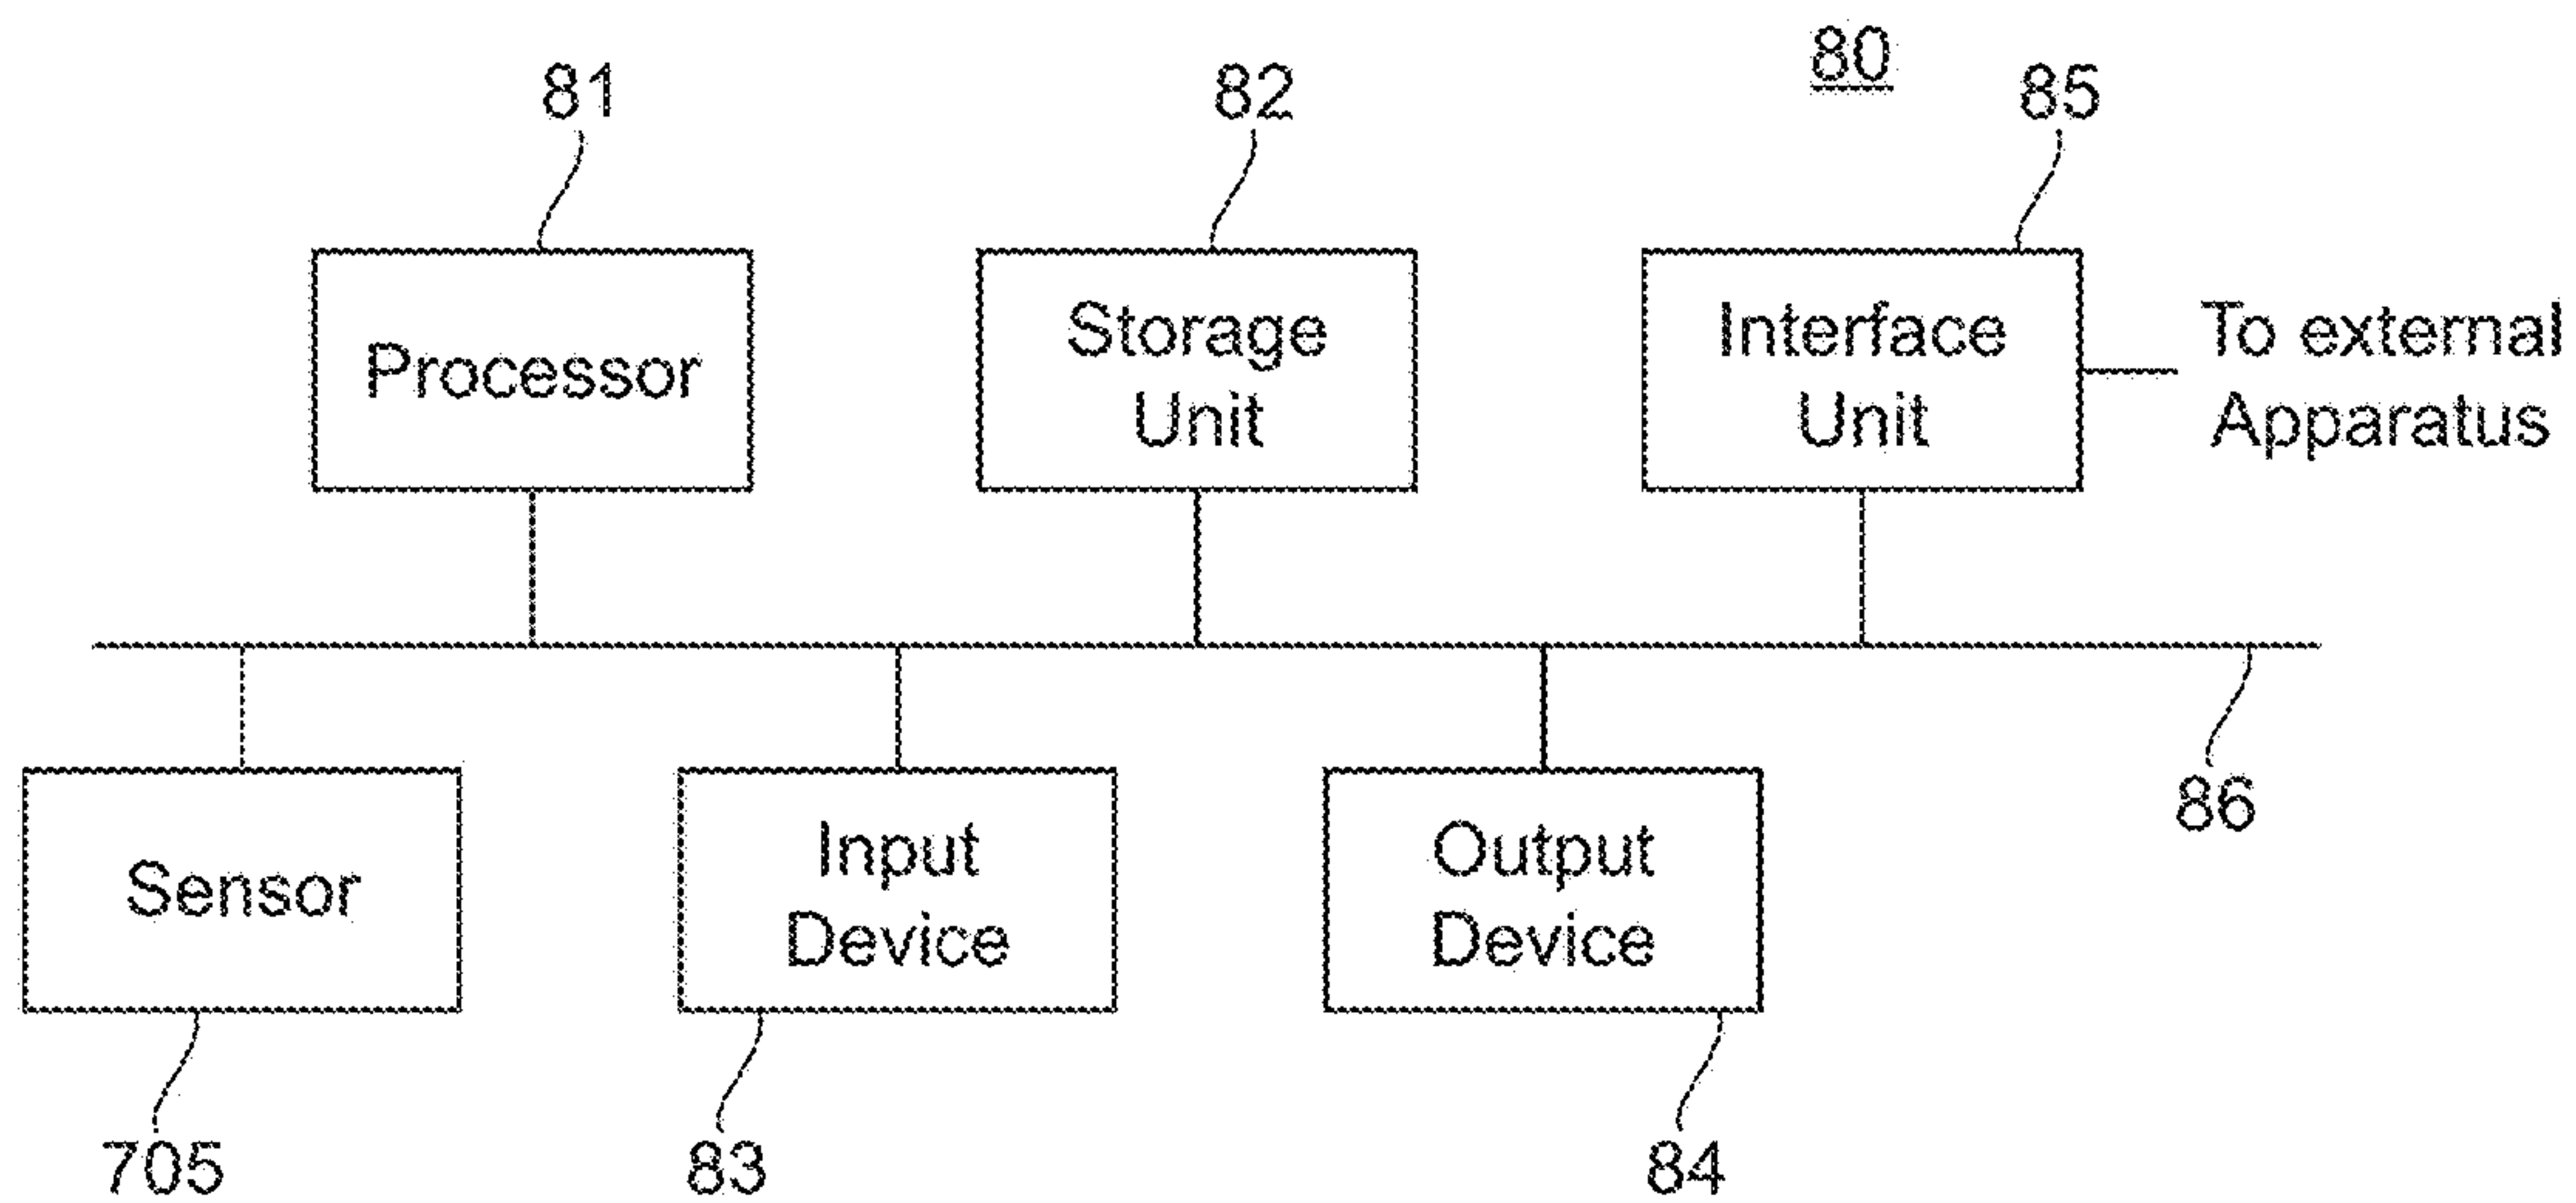 80
81
82
85
Processor
Storage
Unit
Interface
Unit
To external
Apparatus
86
Sensor
Input
Device
Output
Device
705
83
84